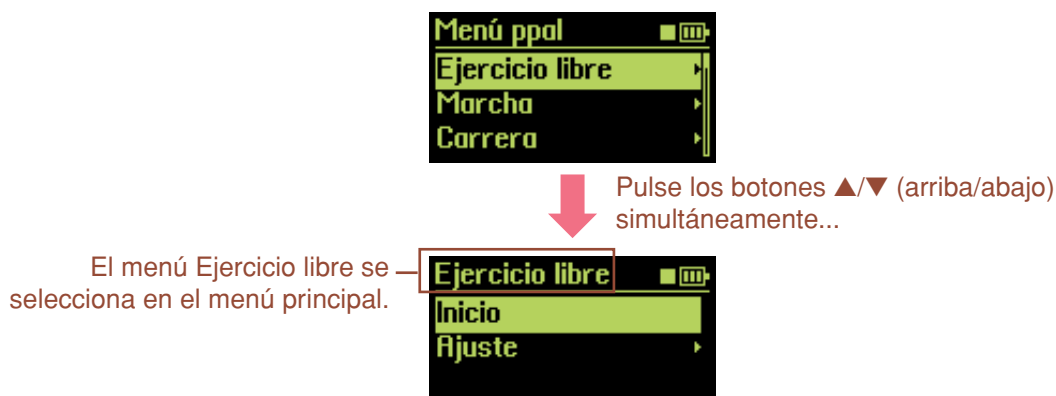 Menú ppal
Ejercicio libre
Marcha
Carrera
Pulse los botones ▲/▼ (arriba/abajo)
simultáneamente...
El menú Ejercicio libre se
selecciona en el menú principal.
Ejercicio libre
Inicio
Ajuste